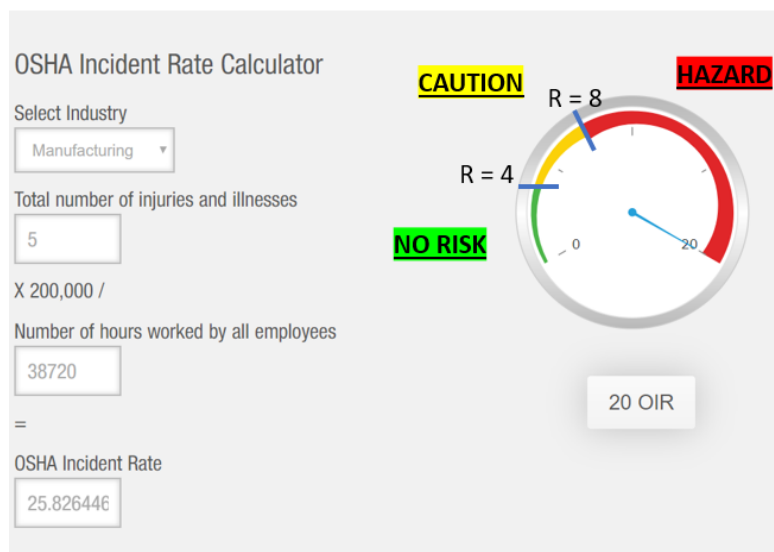 OSHA Incident Rate Calculator
Select Industry
Manufacturing
Total number of injuries and illnesses
5
X 200,000 /
Number of hours worked by all employees
38720
=
OSHA Incident Rate
25.826446
CAUTION
HAZARD
R = 8
R = 4
NO RISK
0
20
20 OIR